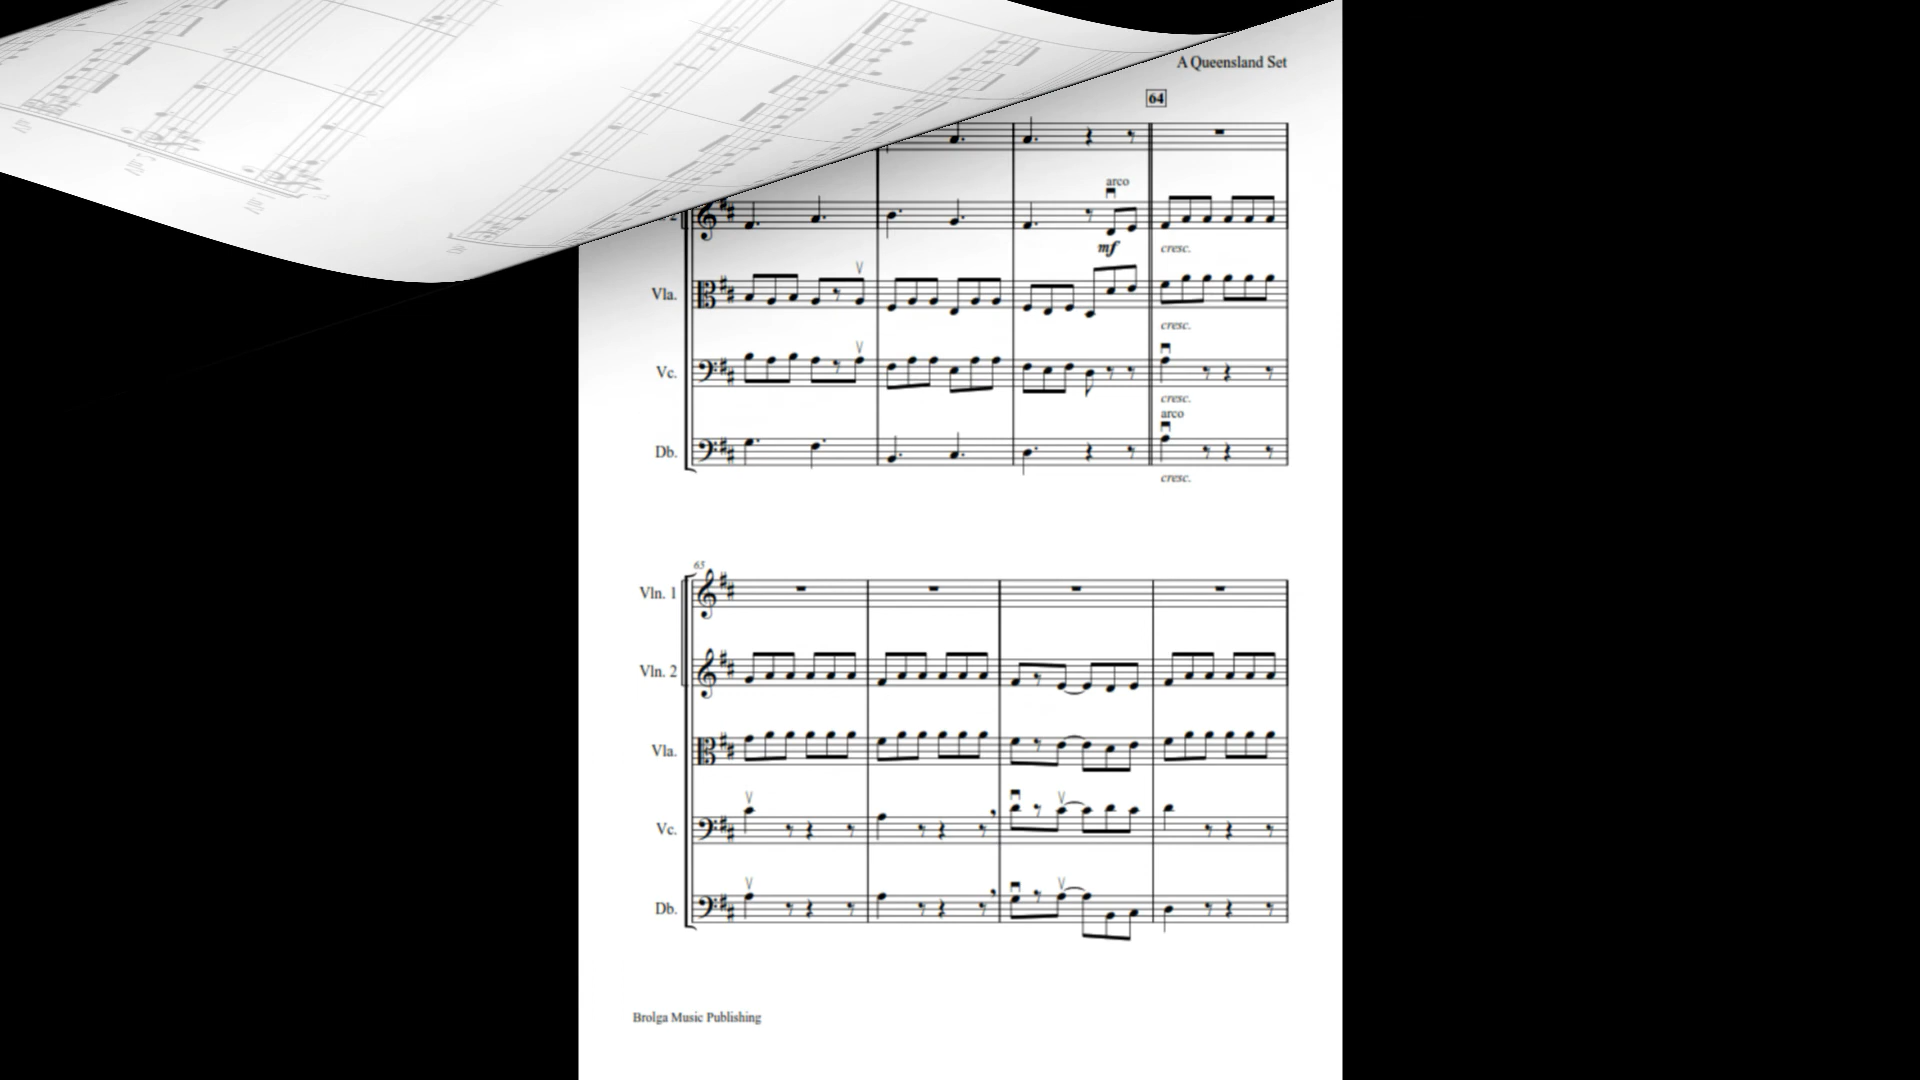 A Queensland Set
64
arco
mf
cresc.
Vla.
cresc.
Vc.
cresc.
arco
Db.
cresc.
65
Vln. 1
Vln. 2
Vla.
Vc.
Db.
Brolga Music Publishing